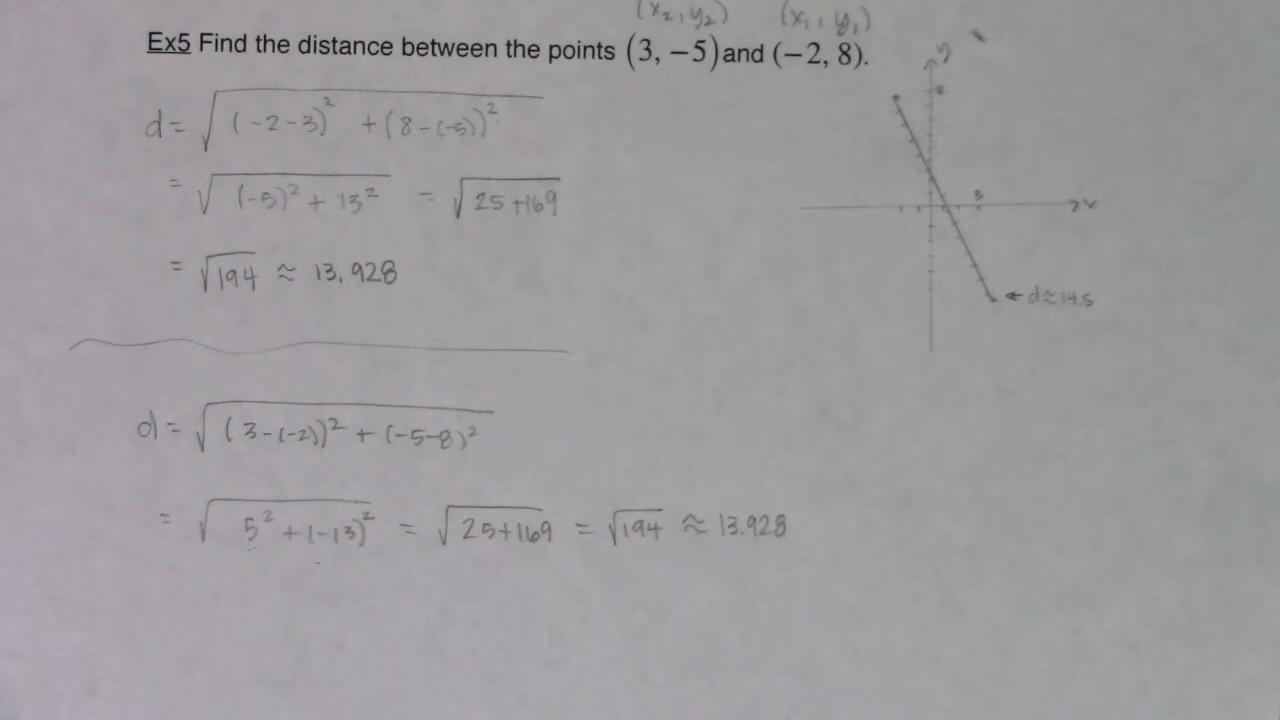 (x₂, y₂) (x₁, y₁)
Ex5 Find the distance between the points (3, −5) and (−2, 8).
y
8
d = √((-2-3)² + (8-(-5))²)
= √((-5)² + 13²) = √(25+169)
3
x
= √194 ≈ 13.928
← d≈14.5
d = √((3-(-2))² + (-5-8)²)
= √(5² + (-13)²) = √(25+169) = √194 ≈ 13.928